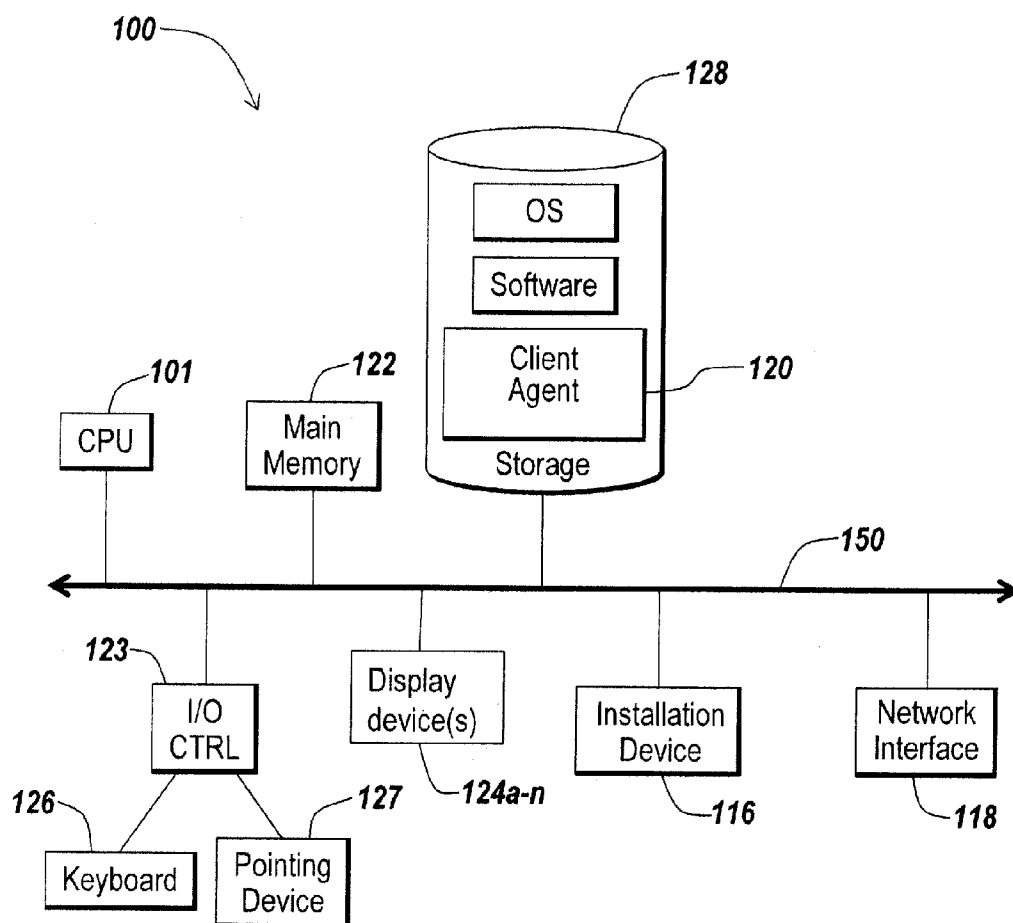 100
128
OS
Software
Client
Agent
120
Storage
101
CPU
122
Main
Memory
150
123
I/O
CTRL
Display
device(s)
124a-n
Installation
Device
116
Network
Interface
118
126
Keyboard
127
Pointing
Device